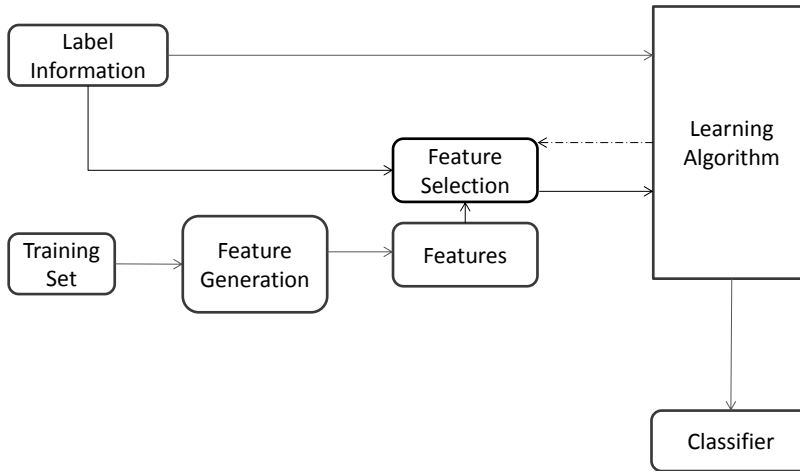 Label
Information
Learning
Algorithm
Feature
Selection
Training
Set
Feature
Generation
Features
Classifier